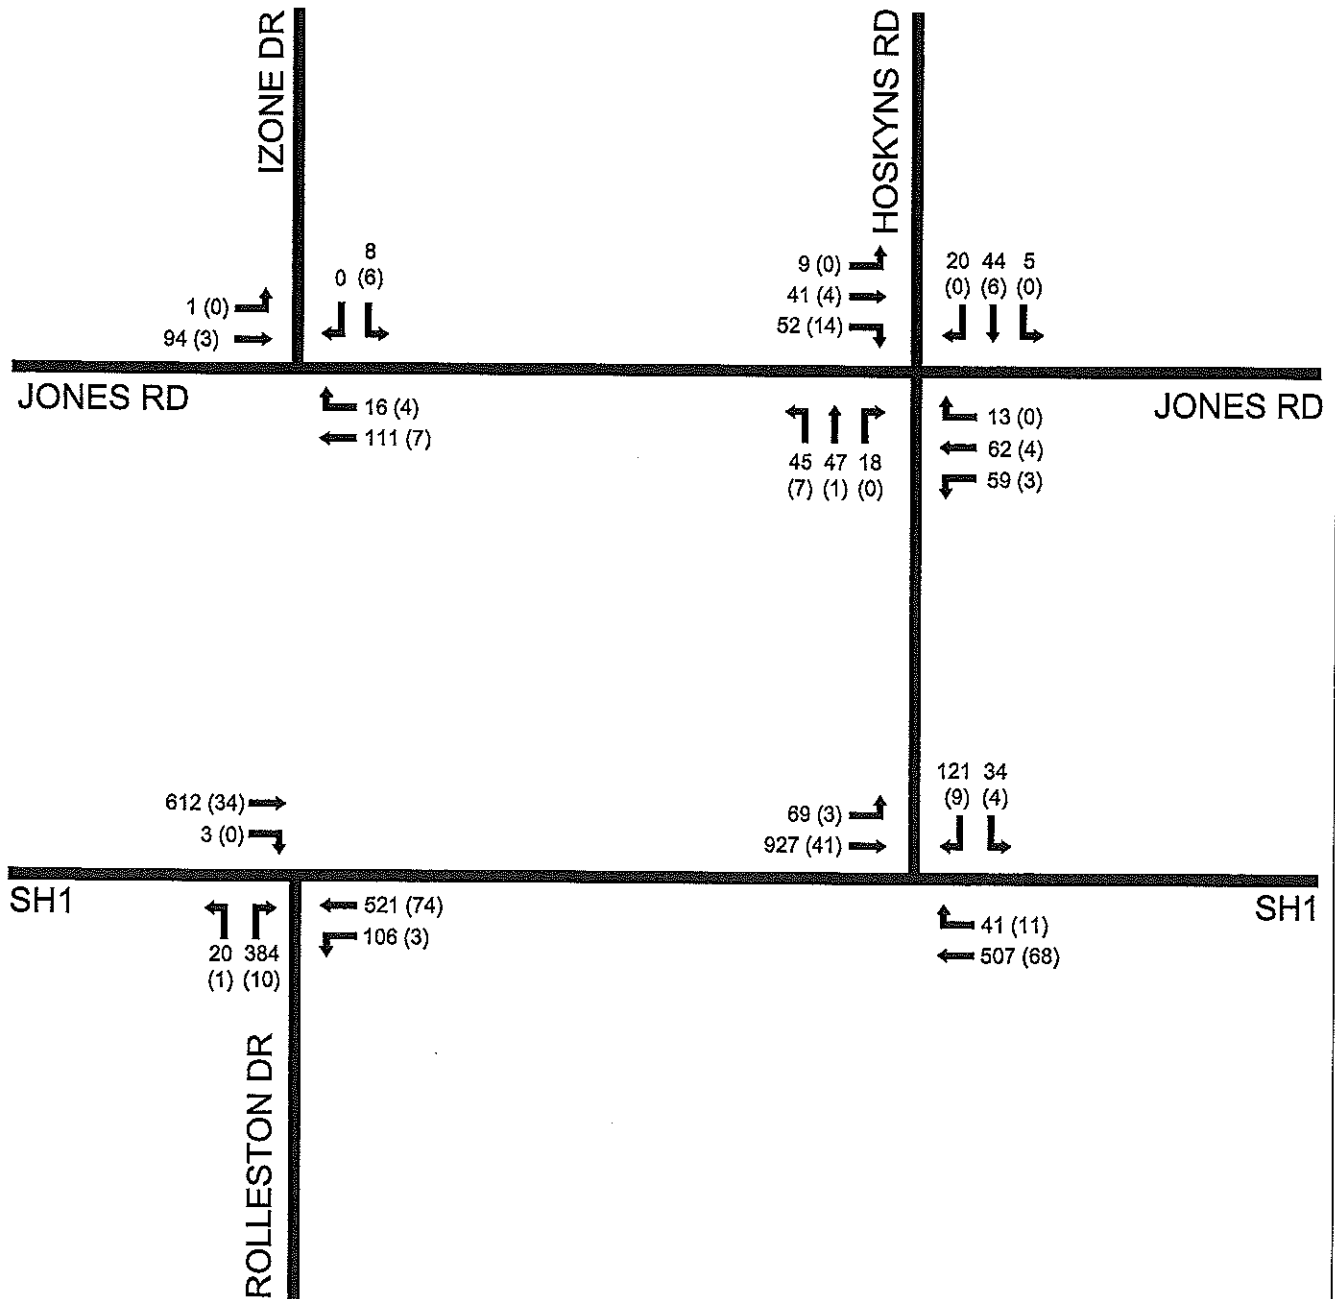 IZONE DR
HOSKYNS RD
8
0 (6)
1 (0)
94 (3)
9 (0)
41 (4)
52 (14)
20 44 5
(0) (6) (0)
JONES RD
16 (4)
111 (7)
JONES RD
45 47 18
(7) (1) (0)
13 (0)
62 (4)
59 (3)
612 (34)
3 (0)
69 (3)
927 (41)
121 34
(9) (4)
SH1
20 384
(1) (10)
521 (74)
106 (3)
41 (11)
507 (68)
SH1
ROLLESTON DR